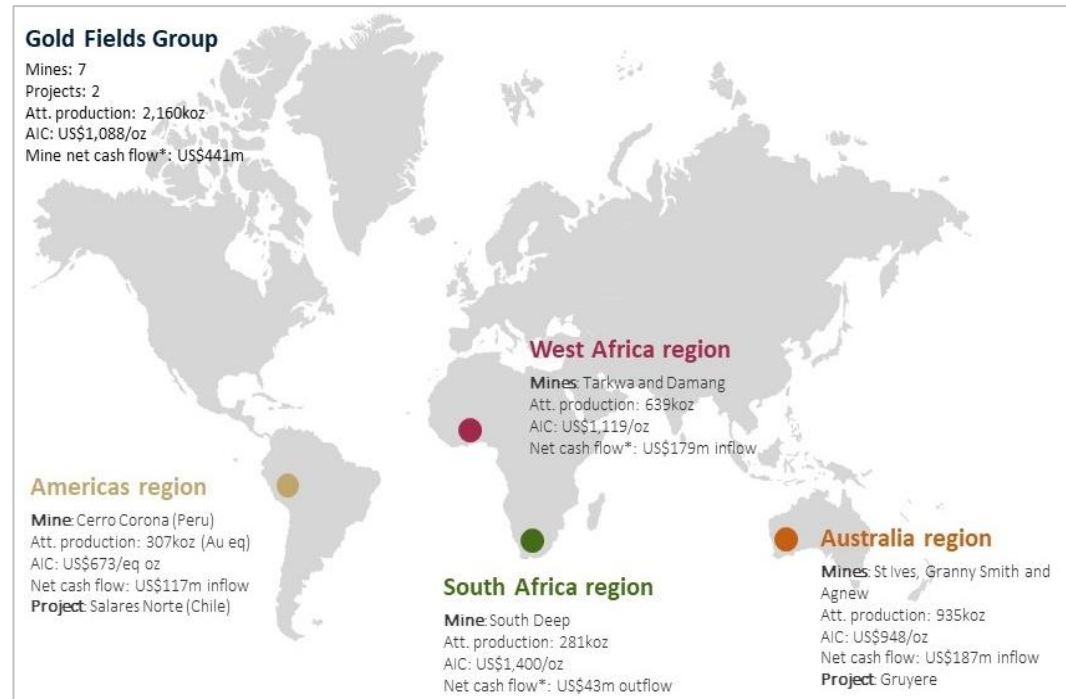 Gold Fields Group
Mines: 7
Projects: 2
Att. production: 2,160koz
AIC: US$1,088/oz
Mine net cash flow*: US$441m
West Africa region
Mines: Tarkwa and Damang
Att. production: 639koz
AIC: US$1,119/oz
Net cash flow*: US$179m inflow
Americas region
Mine: Cerro Corona (Peru)
Att. production: 307koz (Au eq)
AIC: US$673/eq oz
Net cash flow: US$117m inflow
Project: Salares Norte (Chile)
South Africa region
Mine: South Deep
Att. production: 281koz
AIC: US$1,400/oz
Net cash flow*: US$43m outflow
Australia region
Mines: St Ives, Granny Smith and
Agnew
Att. production: 935koz
AIC: US$948/oz
Net cash flow: US$187m inflow
Project: Gruyere